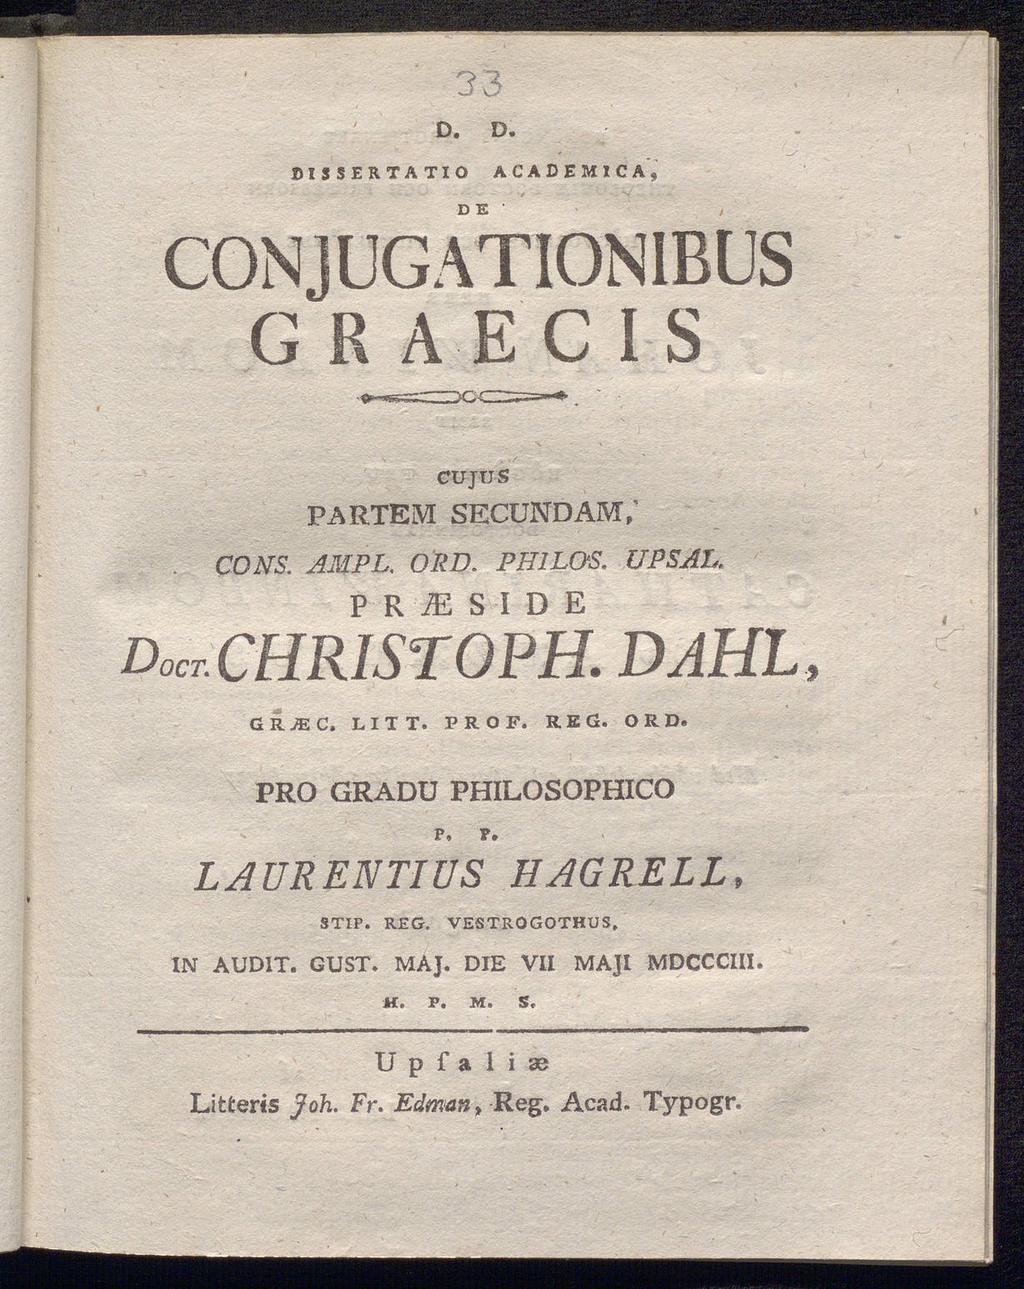 33
D. D.
DISSERTATIO ACADEMICA,
DE
CONJUGATIONIBUS
GRAECIS
CUJUS
PARTEM SECUNDAM,
CONS. AMPL. ORD. PHILOS. UPSAL.
PRÆSIDE
DOCT. CHRISTOPH. DAHL,
GRÆC. LITT. PROF. REG. ORD.
PRO GRADU PHILOSOPHICO
P. P.
LAURENTIUS HAGRELL,
STIP. REG. VESTROGOTHUS,
IN AUDIT. GUST. MAJ. DIE VII MAJI MDCCCIII.
H. P. M. S.
Upſaliæ
Litteris Joh. Fr. Edman, Reg. Acad. Typogr.